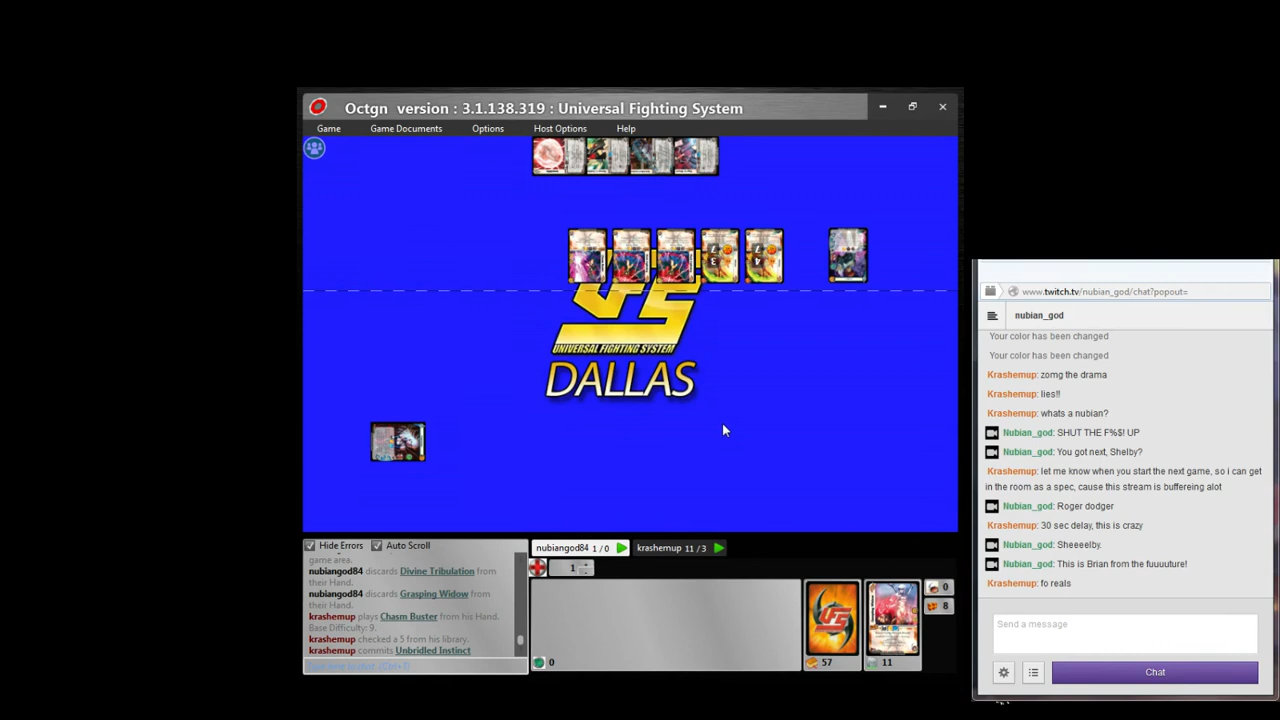 Octgn version : 3.1.138.319 : Universal Fighting System
Game Game Documents Options Host Options Help
UFS
UNIVERSAL FIGHTING SYSTEM
DALLAS
Hide Errors Auto Scroll
game area.
nubiangod84 discards Divine Tribulation from
their Hand.
nubiangod84 discards Grasping Widow from
their Hand.
krashemup plays Chasm Buster from his Hand.
Base Difficulty: 9.
krashemup checked a 5 from his library.
krashemup commits Unbridled Instinct
nubiangod84 1 / 0 krashemup 11 / 3
1
0
57
11
0
8
www.twitch.tv/nubian_god/chat?popout=
nubian_god
Your color has been changed
Your color has been changed
Krashemup: zomg the drama
Krashemup: lies!!
Krashemup: whats a nubian?
Nubian_god: SHUT THE F%$! UP
Nubian_god: You got next, Shelby?
Krashemup: let me know when you start the next game, so i can get
in the room as a spec, cause this stream is buffereing alot
Nubian_god: Roger dodger
Krashemup: 30 sec delay, this is crazy
Nubian_god: Sheeeelby.
Nubian_god: This is Brian from the fuuuuture!
Krashemup: fo reals
Send a message
Chat